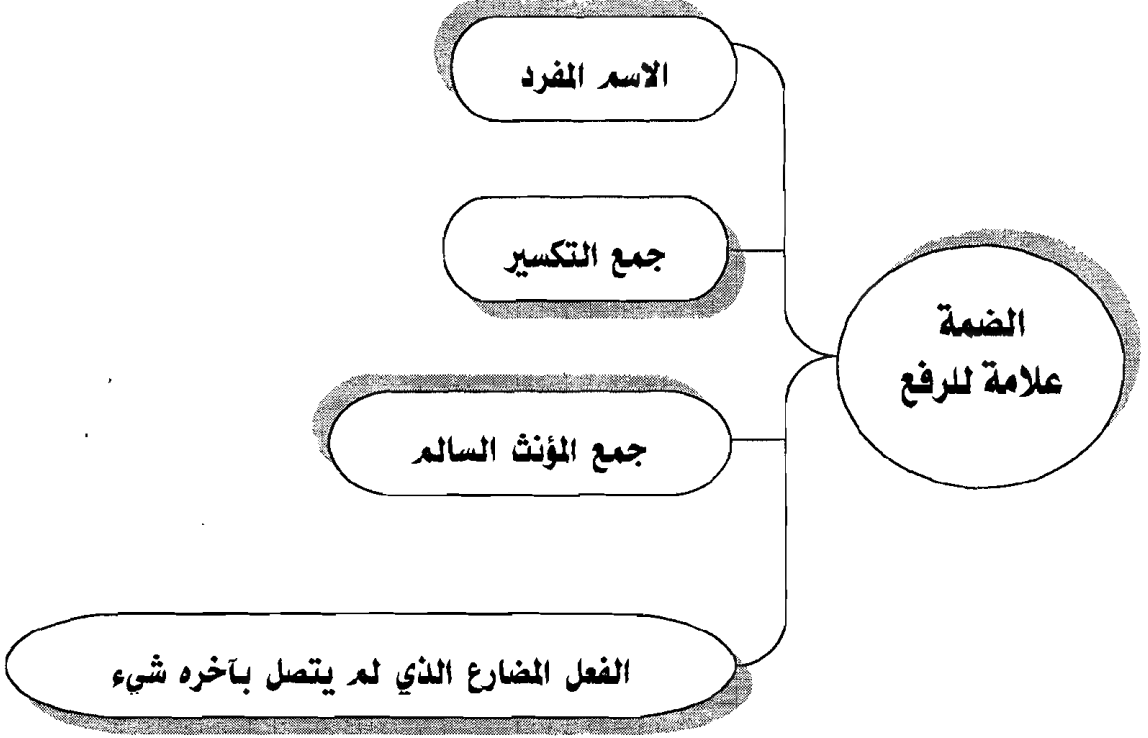 الضمة
علامة للرفع
الاسم المفرد
جمع التكسير
جمع المؤنث السالم
الفعل المضارع الذي لم يتصل بآخره شيء